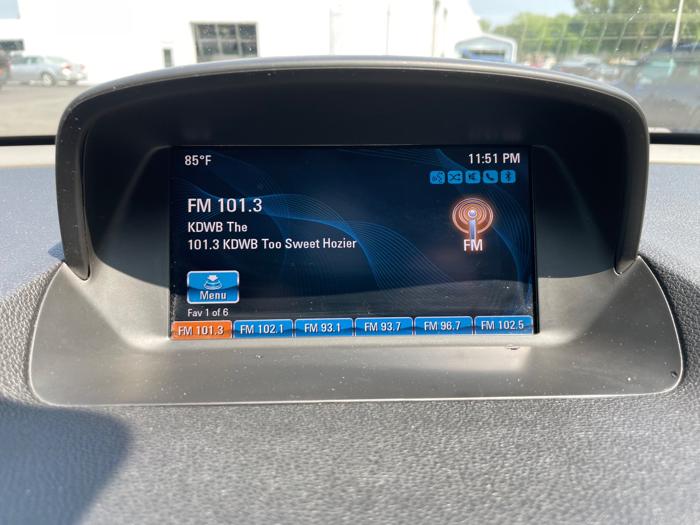 85°F 11:51 PM
FM 101.3
KDWB The
101.3 KDWB Too Sweet Hozier
FM
Menu
Fav 1 of 6
FM 101.3 FM 102.1 FM 93.1 FM 93.7 FM 96.7 FM 102.5